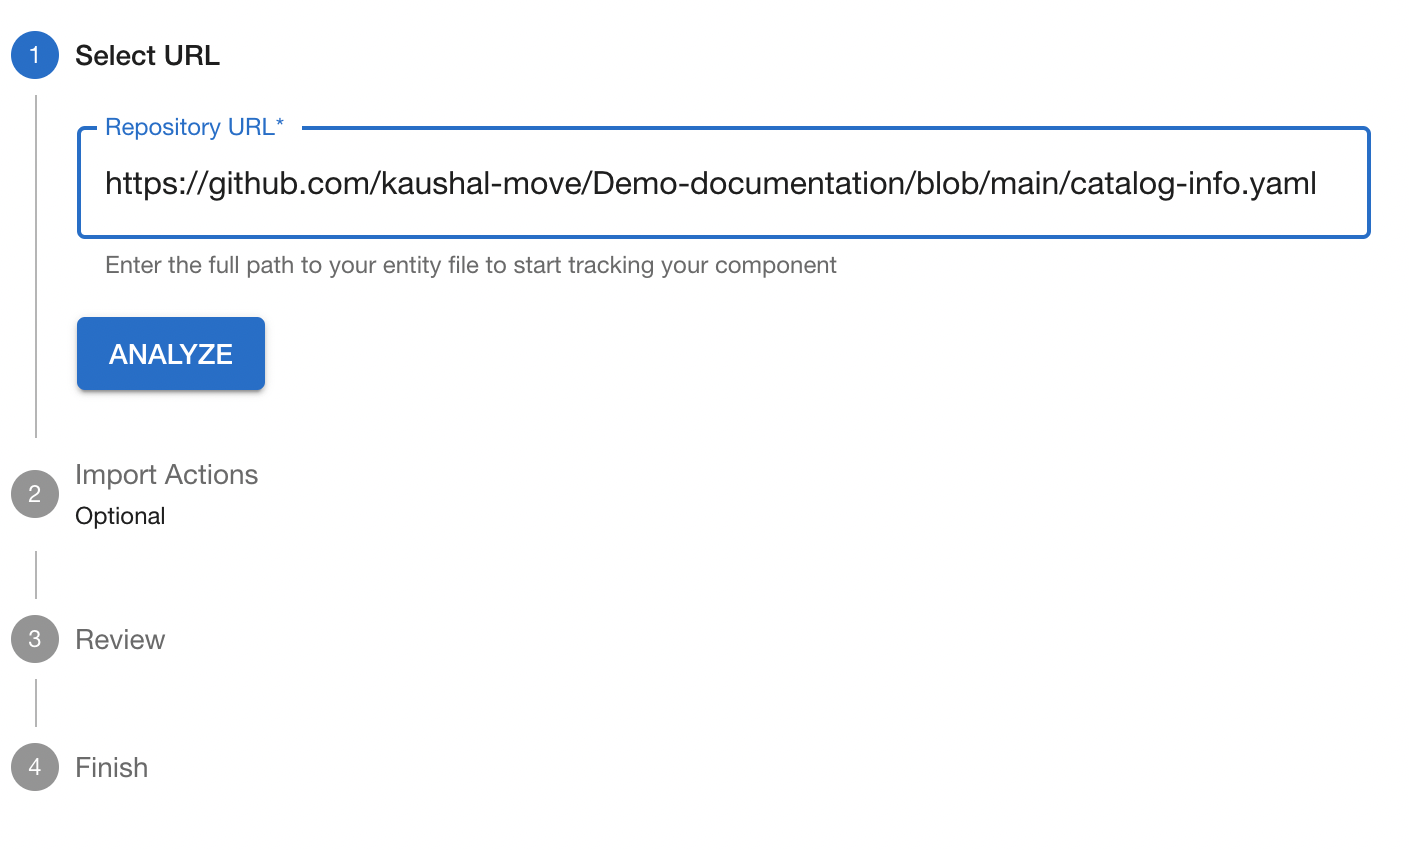 1 Select URL
Repository URL*
https://github.com/kaushal-move/Demo-documentation/blob/main/catalog-info.yaml
Enter the full path to your entity file to start tracking your component
ANALYZE
2 Import Actions
Optional
3 Review
4 Finish